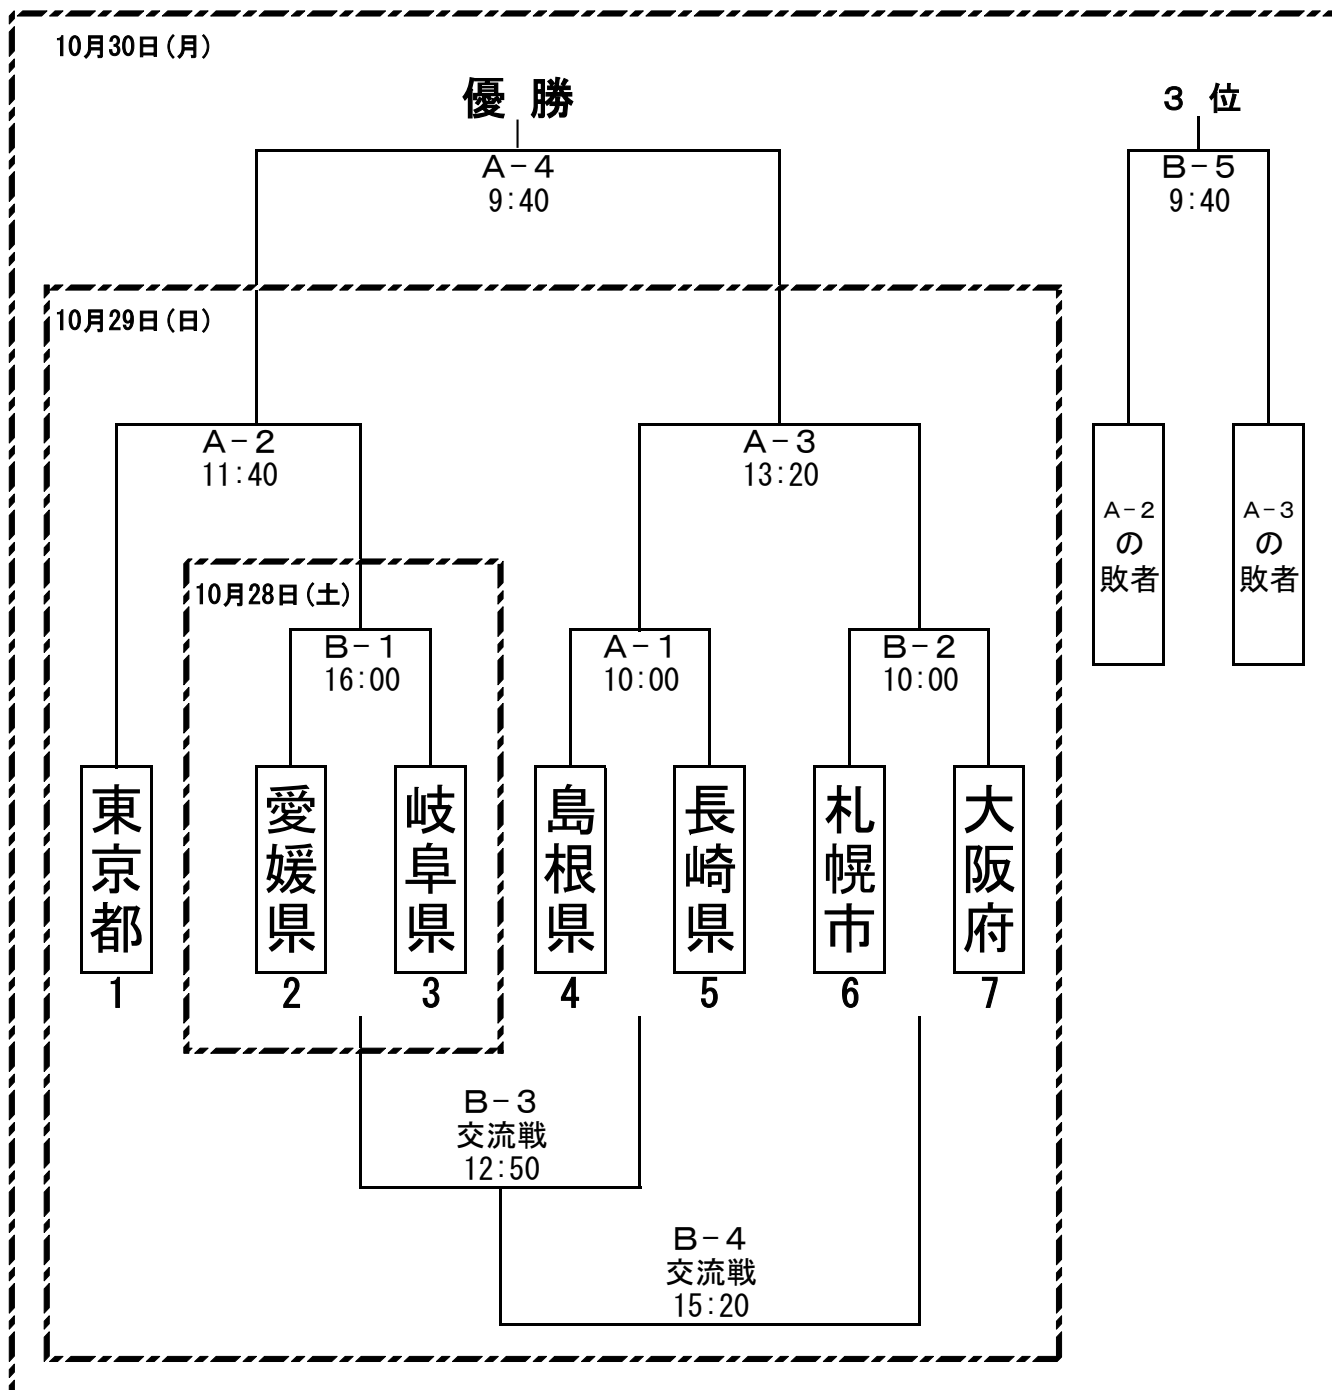 10月30日(月)
優 勝
3 位
A-4
9:40
B-5
9:40
10月29日(日)
A-2
11:40
A-3
13:20
A-2
の
敗者
A-3
の
敗者
10月28日(土)
B-1
16:00
A-1
10:00
B-2
10:00
東京都
愛媛県
岐阜県
島根県
長崎県
札幌市
大阪府
1
2
3
4
5
6
7
B-3
交流戦
12:50
B-4
交流戦
15:20